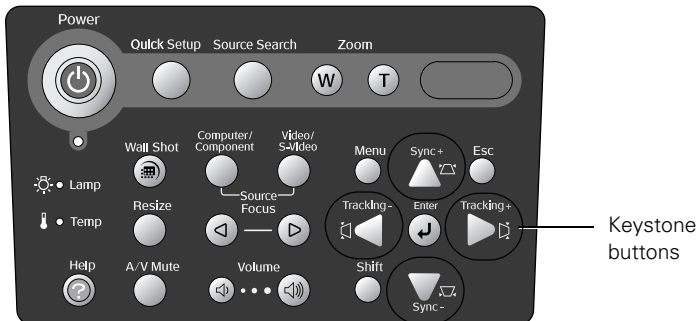 Power
Quick Setup
Source Search
Zoom
W
T
Wall Shot
Computer/
Component
Video/
S-Video
Menu
Sync+
Esc
Lamp
Source
Resize
Focus
Tracking-
Enter
Tracking+
Temp
Keystone
buttons
Help
?
A/V Mute
Volume
Shift
Sync-